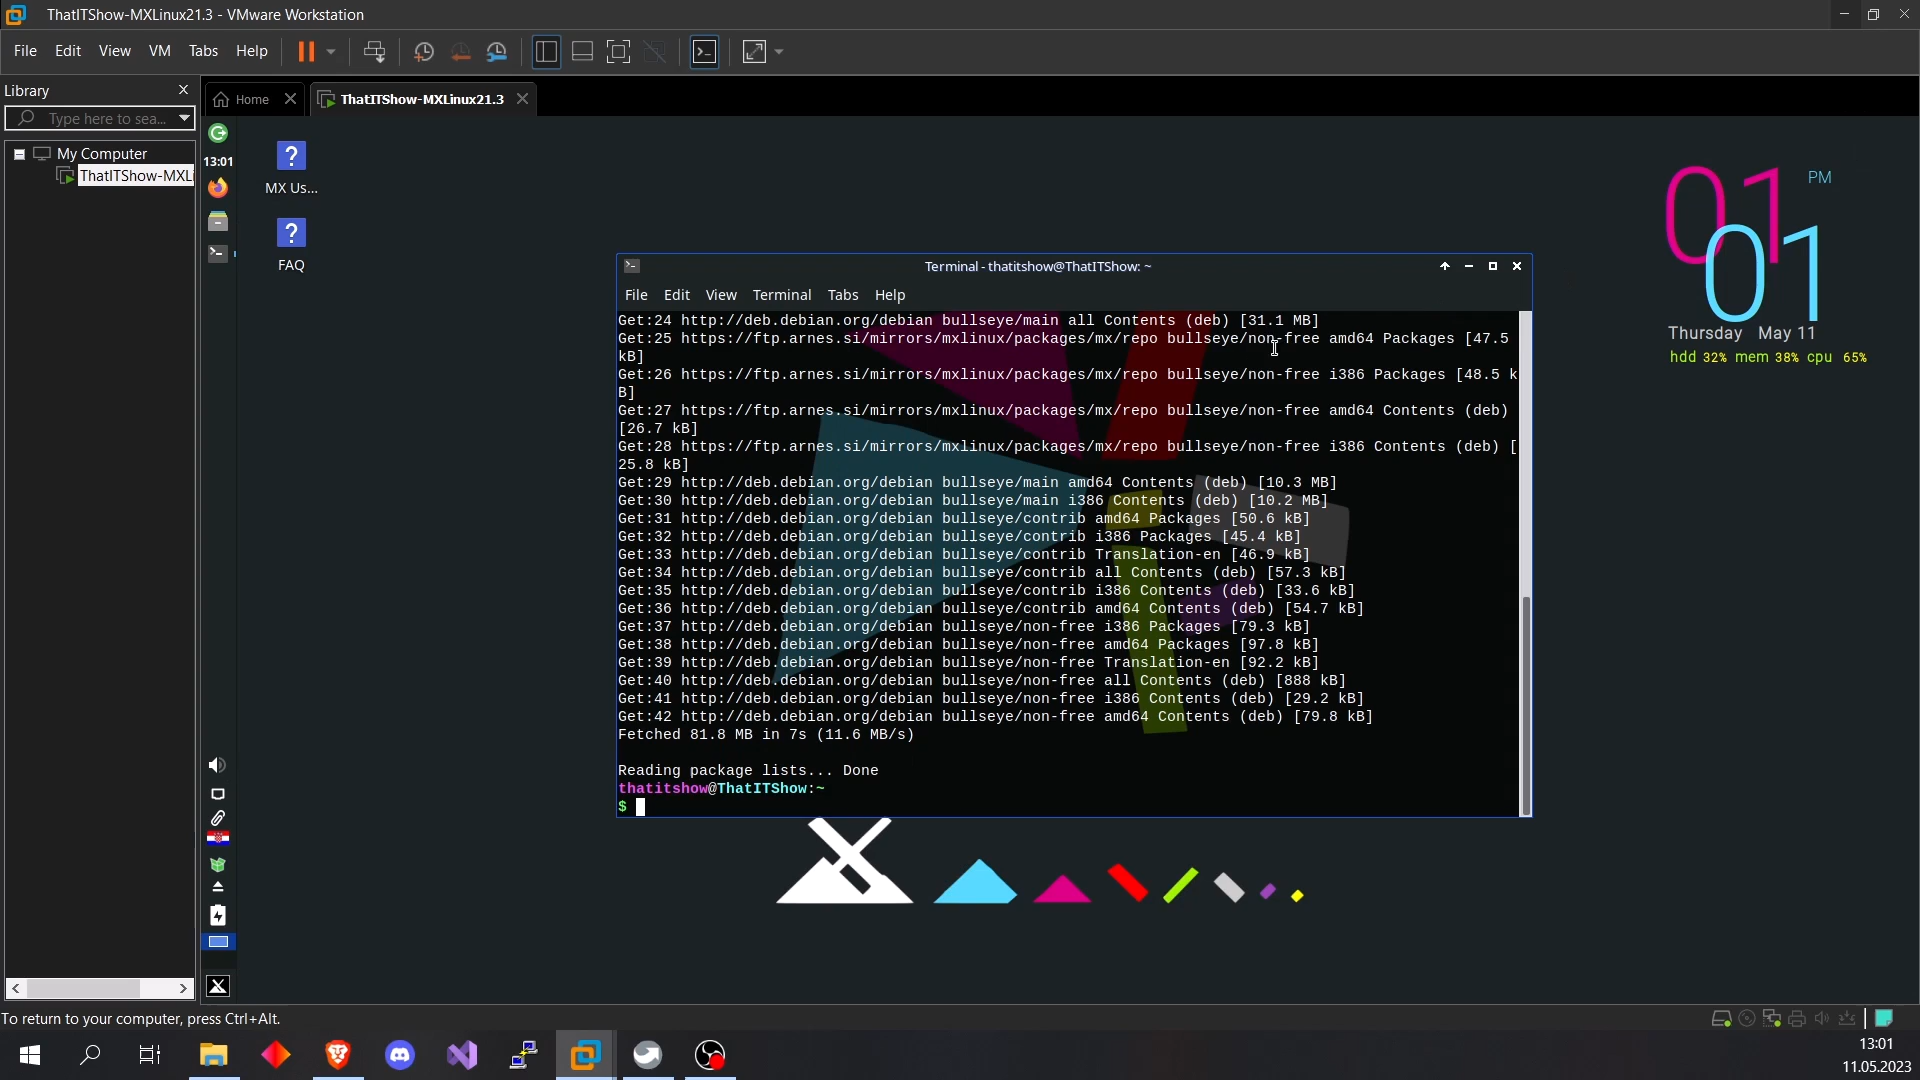 ThatITShow-MXLinux21.3 - VMware Workstation
File Edit View VM Tabs Help
Library
Home
ThatITShow-MXLinux21.3
Type here to sea...
My Computer
ThatITShow-MXLi
13:01
MX Us...
FAQ
01
PM
01
Thursday May 11
hdd 32% mem 38% cpu 65%
Terminal - thatitshow@ThatITShow: ~
File Edit View Terminal Tabs Help
Get:24 http://deb.debian.org/debian bullseye/main all Contents (deb) [31.1 MB]
Get:25 https://ftp.arnes.si/mirrors/mxlinux/packages/mx/repo bullseye/non-free amd64 Packages [47.5
kB]
Get:26 https://ftp.arnes.si/mirrors/mxlinux/packages/mx/repo bullseye/non-free i386 Packages [48.5 k
B]
Get:27 https://ftp.arnes.si/mirrors/mxlinux/packages/mx/repo bullseye/non-free amd64 Contents (deb)
[26.7 kB]
Get:28 https://ftp.arnes.si/mirrors/mxlinux/packages/mx/repo bullseye/non-free i386 Contents (deb) [
25.8 kB]
Get:29 http://deb.debian.org/debian bullseye/main amd64 Contents (deb) [10.3 MB]
Get:30 http://deb.debian.org/debian bullseye/main i386 Contents (deb) [10.2 MB]
Get:31 http://deb.debian.org/debian bullseye/contrib amd64 Packages [50.6 kB]
Get:32 http://deb.debian.org/debian bullseye/contrib i386 Packages [45.4 kB]
Get:33 http://deb.debian.org/debian bullseye/contrib Translation-en [46.9 kB]
Get:34 http://deb.debian.org/debian bullseye/contrib all Contents (deb) [57.3 kB]
Get:35 http://deb.debian.org/debian bullseye/contrib i386 Contents (deb) [33.6 kB]
Get:36 http://deb.debian.org/debian bullseye/contrib amd64 Contents (deb) [54.7 kB]
Get:37 http://deb.debian.org/debian bullseye/non-free i386 Packages [79.3 kB]
Get:38 http://deb.debian.org/debian bullseye/non-free amd64 Packages [97.8 kB]
Get:39 http://deb.debian.org/debian bullseye/non-free Translation-en [92.2 kB]
Get:40 http://deb.debian.org/debian bullseye/non-free all Contents (deb) [888 kB]
Get:41 http://deb.debian.org/debian bullseye/non-free i386 Contents (deb) [29.2 kB]
Get:42 http://deb.debian.org/debian bullseye/non-free amd64 Contents (deb) [79.8 kB]
Fetched 81.8 MB in 7s (11.6 MB/s)
Reading package lists... Done
thatitshow@ThatITShow:~
$
To return to your computer, press Ctrl+Alt.
13:01
11.05.2023